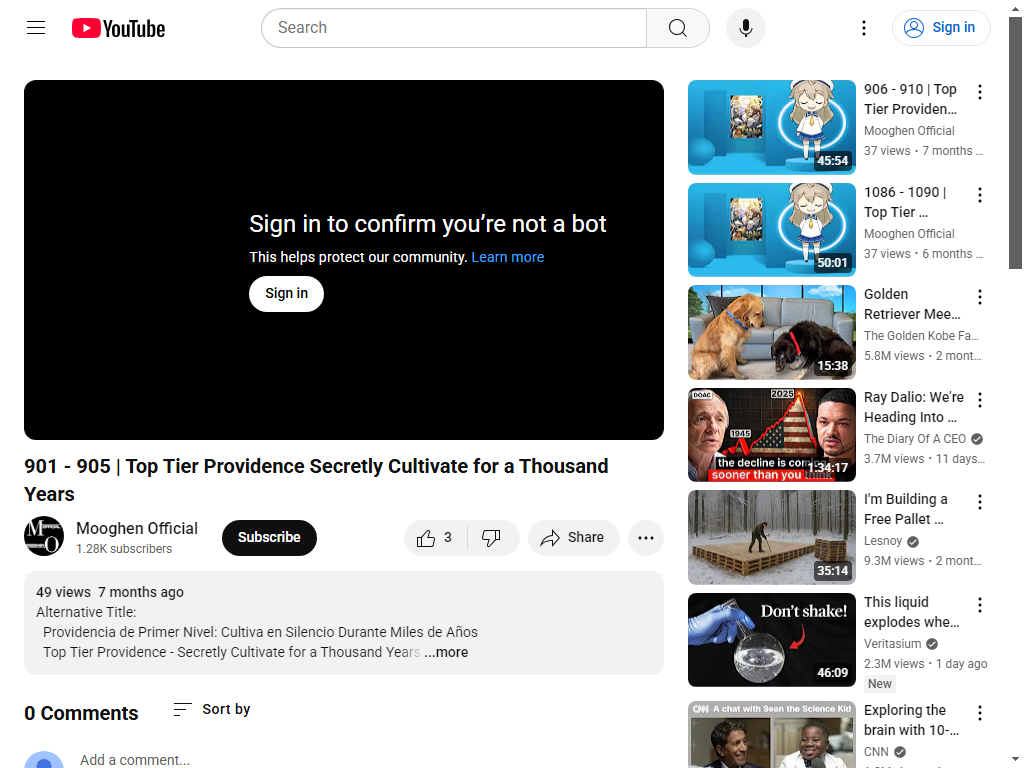 YouTube
Search
Sign in
Sign in to confirm you’re not a bot
This helps protect our community. Learn more
Sign in
901 - 905 | Top Tier Providence Secretly Cultivate for a Thousand
Years
Mooghen Official
1.28K subscribers
Subscribe
3
Share
49 views 7 months ago
Alternative Title:
Providencia de Primer Nivel: Cultiva en Silencio Durante Miles de Años
Top Tier Providence - Secretly Cultivate for a Thousand Years ...more
0 Comments
Sort by
Add a comment...
906 - 910 | Top
Tier Providen...
Mooghen Official
37 views • 7 months ...
45:54
1086 - 1090 |
Top Tier ...
Mooghen Official
37 views • 6 months ...
50:01
Golden
Retriever Mee...
The Golden Kobe Fa...
5.8M views • 2 mont...
15:38
DOAC
2025
1945
the decline is
sooner than you
1:34:17
Ray Dalio: We’re
Heading Into ...
The Diary Of A CEO
3.7M views • 11 days...
I'm Building a
Free Pallet ...
Lesnoy
9.3M views • 2 mont...
35:14
Don't shake!
46:09
This liquid
explodes whe...
Veritasium
2.3M views • 1 day ago
New
CNN A chat with Sean the Science Kid
Exploring the
brain with 10-...
CNN